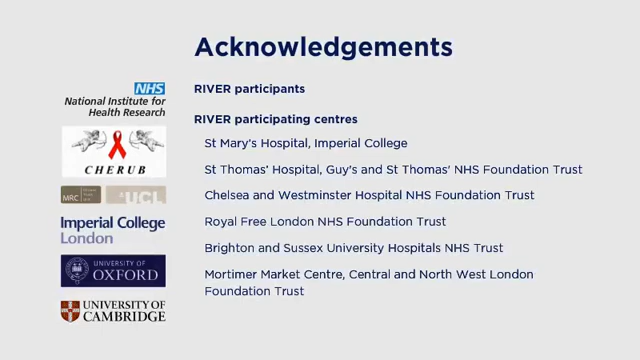 Acknowledgements
NHS
National Institute for
Health Research
CHERUB
MRC
UCL
Imperial College
London
UNIVERSITY OF
OXFORD
UNIVERSITY OF
CAMBRIDGE
RIVER participants
RIVER participating centres
St Mary's Hospital, Imperial College
St Thomas' Hospital, Guy's and St Thomas' NHS Foundation Trust
Chelsea and Westminster Hospital NHS Foundation Trust
Royal Free London NHS Foundation Trust
Brighton and Sussex University Hospitals NHS Trust
Mortimer Market Centre, Central and North West London
Foundation Trust